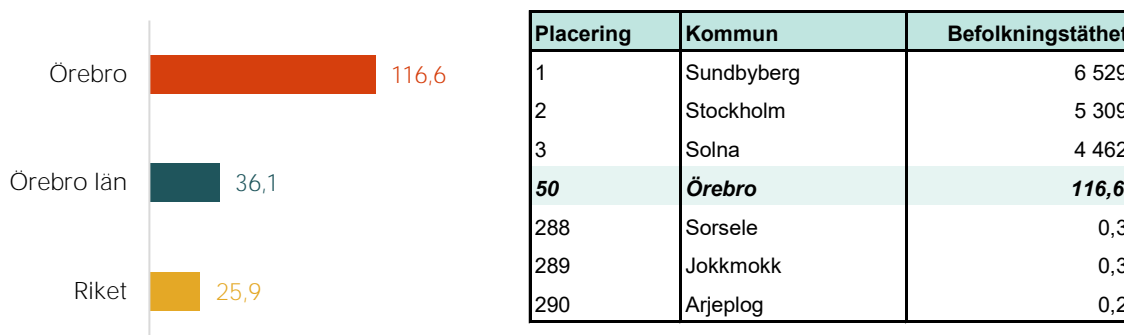 Örebro 116,6
Örebro län 36,1
Riket 25,9
Placering Kommun Befolkningstäthet
1 Sundbyberg 6 529
2 Stockholm 5 309
3 Solna 4 462
50 Örebro 116,6
288 Sorsele 0,3
289 Jokkmokk 0,3
290 Arjeplog 0,2